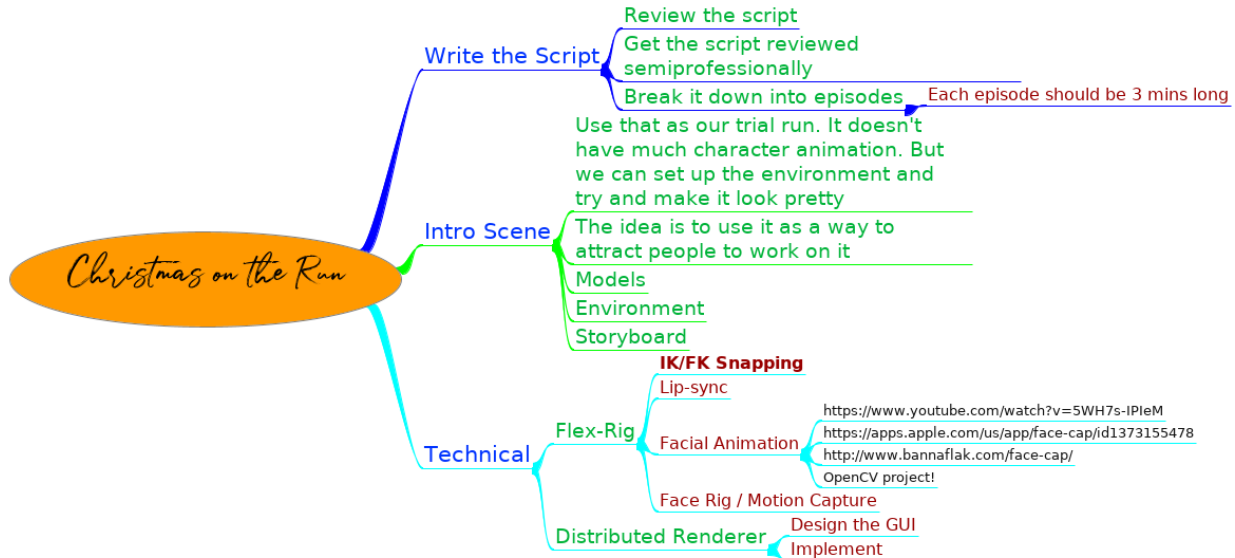 Christmas on the Run
Write the Script
Review the script
Get the script reviewed
semiprofessionally
Break it down into episodes
Each episode should be 3 mins long
Intro Scene
Use that as our trial run. It doesn't
have much character animation. But
we can set up the environment and
try and make it look pretty
The idea is to use it as a way to
attract people to work on it
Models
Environment
Storyboard
Technical
Flex-Rig
IK/FK Snapping
Lip-sync
Facial Animation
https://www.youtube.com/watch?v=5WH7s-IPIeM
https://apps.apple.com/us/app/face-cap/id1373155478
http://www.bannaflak.com/face-cap/
OpenCV project!
Face Rig / Motion Capture
Distributed Renderer
Design the GUI
Implement